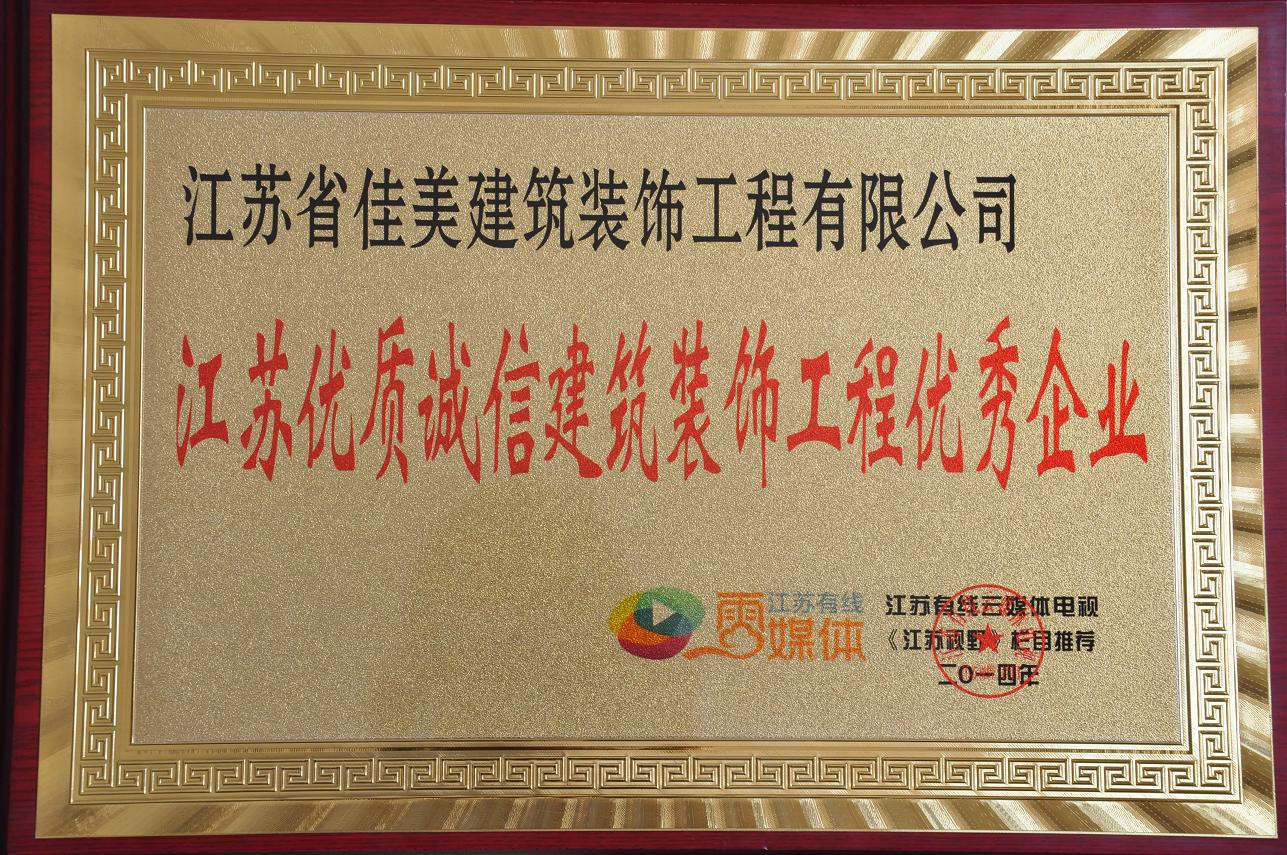 江苏省佳美建筑装饰工程有限公司
江苏优质诚信建筑装饰工程优秀企业
江苏有线
云媒体
江苏有线云媒体电视
《江苏视野》栏目推荐
二0一四年